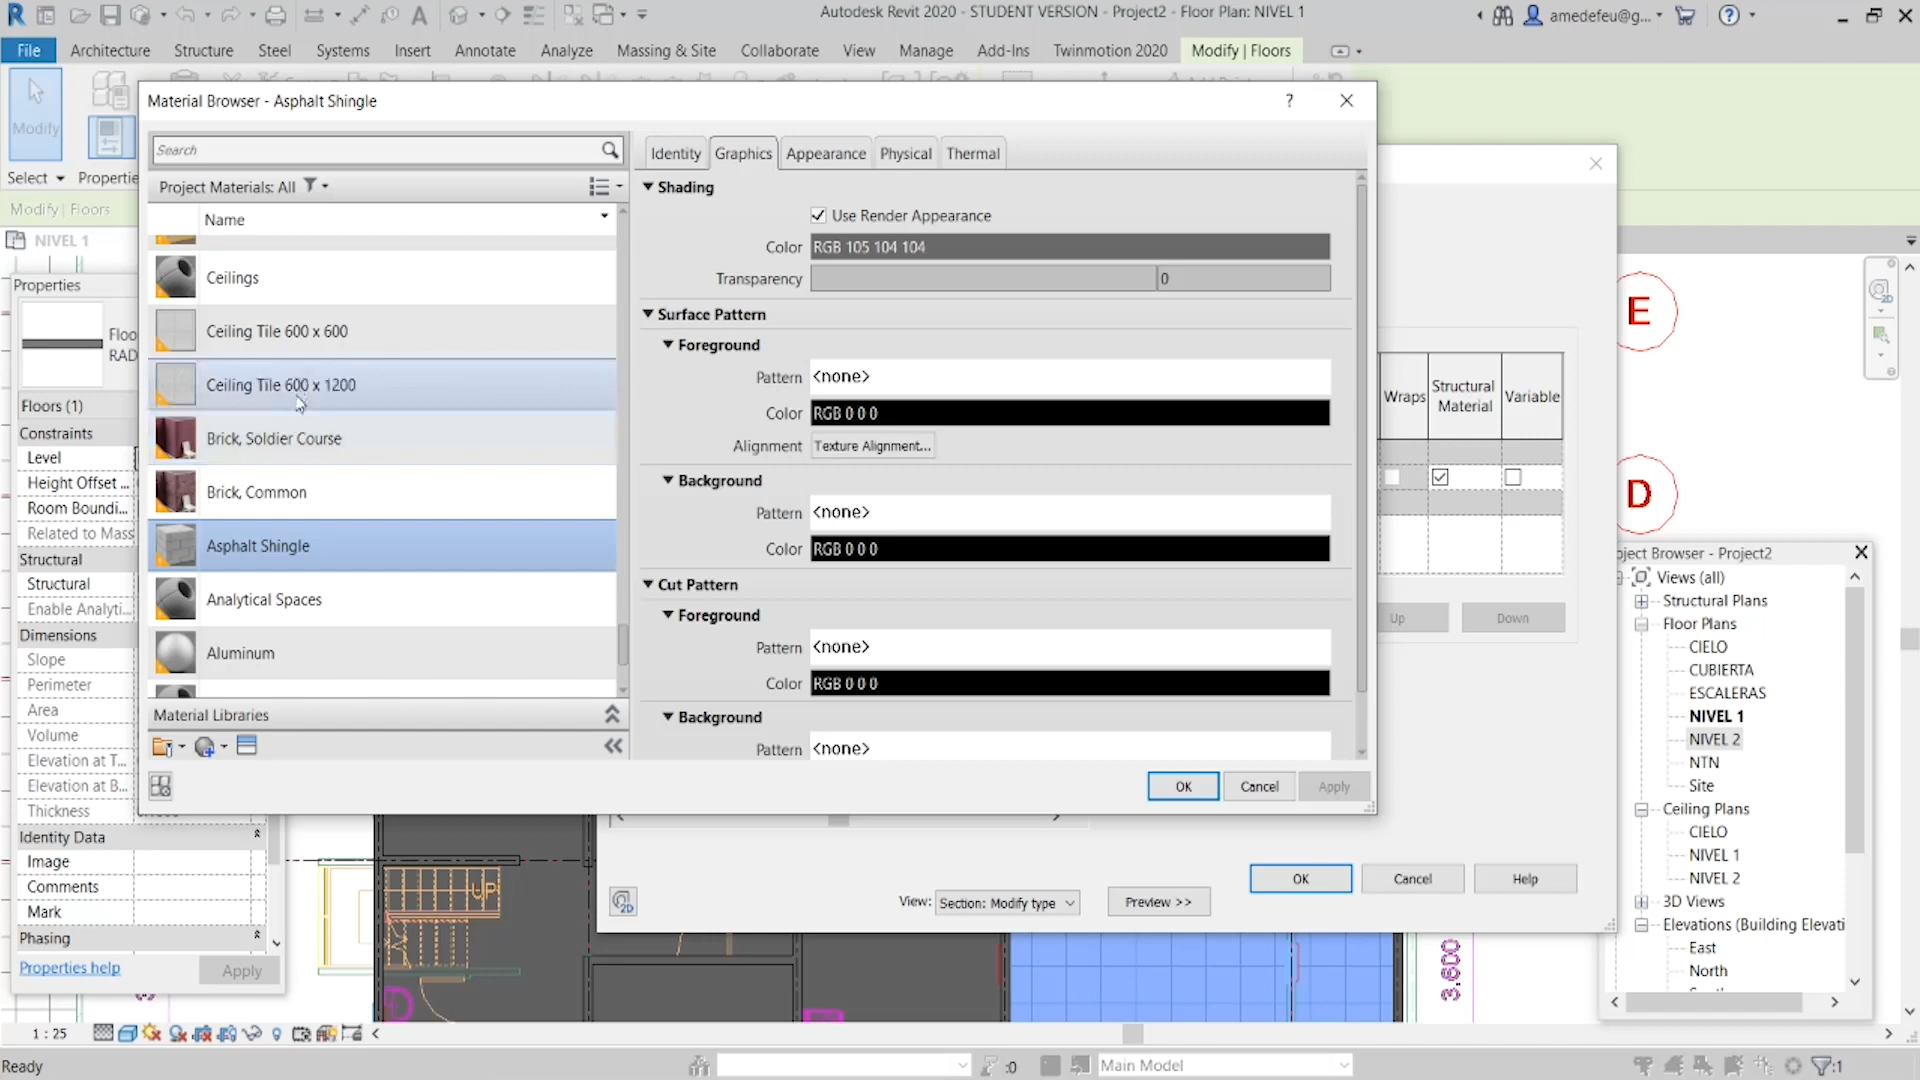 Autodesk Revit 2020 - STUDENT VERSION - Project2 - Floor Plan: NIVEL 1
amedefeu@g...
File Architecture Structure Steel Systems Insert Annotate Analyze Massing & Site Collaborate View Manage Add-Ins Twinmotion 2020 Modify | Floors
Modify
Select
Modify | Floors
NIVEL 1
Properties
Floors (1)
Constraints
Level
Height Offset ...
Room Boundi...
Related to Mass
Structural
Structural
Enable Analyti...
Dimensions
Slope
Perimeter
Area
Volume
Elevation at T...
Elevation at B...
Thickness
Identity Data
Image
Comments
Mark
Phasing
Properties help
Apply
Material Browser - Asphalt Shingle
?
Search
Project Materials: All
Name
Ceilings
Ceiling Tile 600 x 600
Ceiling Tile 600 x 1200
Brick, Soldier Course
Brick, Common
Asphalt Shingle
Analytical Spaces
Aluminum
Material Libraries
Identity Graphics Appearance Physical Thermal
Shading
Use Render Appearance
Color RGB 105 104 104
Transparency 0
Surface Pattern
Foreground
Pattern <none>
Color RGB 0 0 0
Alignment Texture Alignment...
Background
Pattern <none>
Color RGB 0 0 0
Cut Pattern
Foreground
Pattern <none>
Color RGB 0 0 0
Background
Pattern <none>
OK Cancel Apply
Wraps
Structural Material
Variable
Up Down
View: Section: Modify type
Preview >>
OK Cancel Help
E
D
Project Browser - Project2
Views (all)
Structural Plans
Floor Plans
CIELO
CUBIERTA
ESCALERAS
NIVEL 1
NIVEL 2
NTN
Site
Ceiling Plans
CIELO
NIVEL 1
NIVEL 2
3D Views
Elevations (Building Elevati
East
North
UP
D
3.600
1 : 25
Ready
:0
Main Model
:1